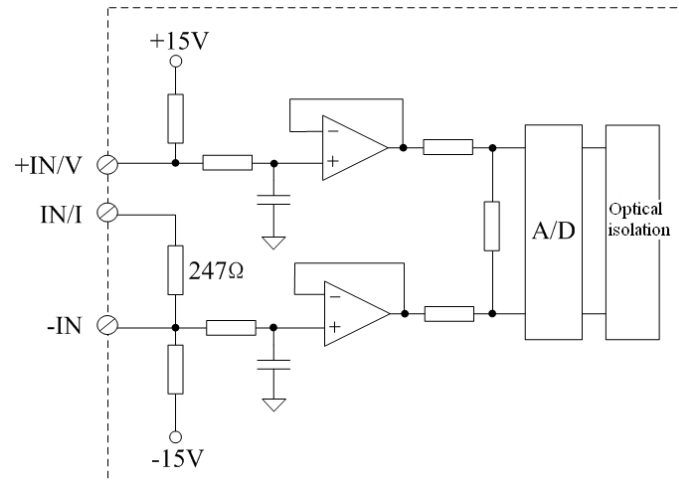 +15V
+IN/V
IN/I
247Ω
-IN
-15V
−
+
−
+
A/D
Optical
isolation